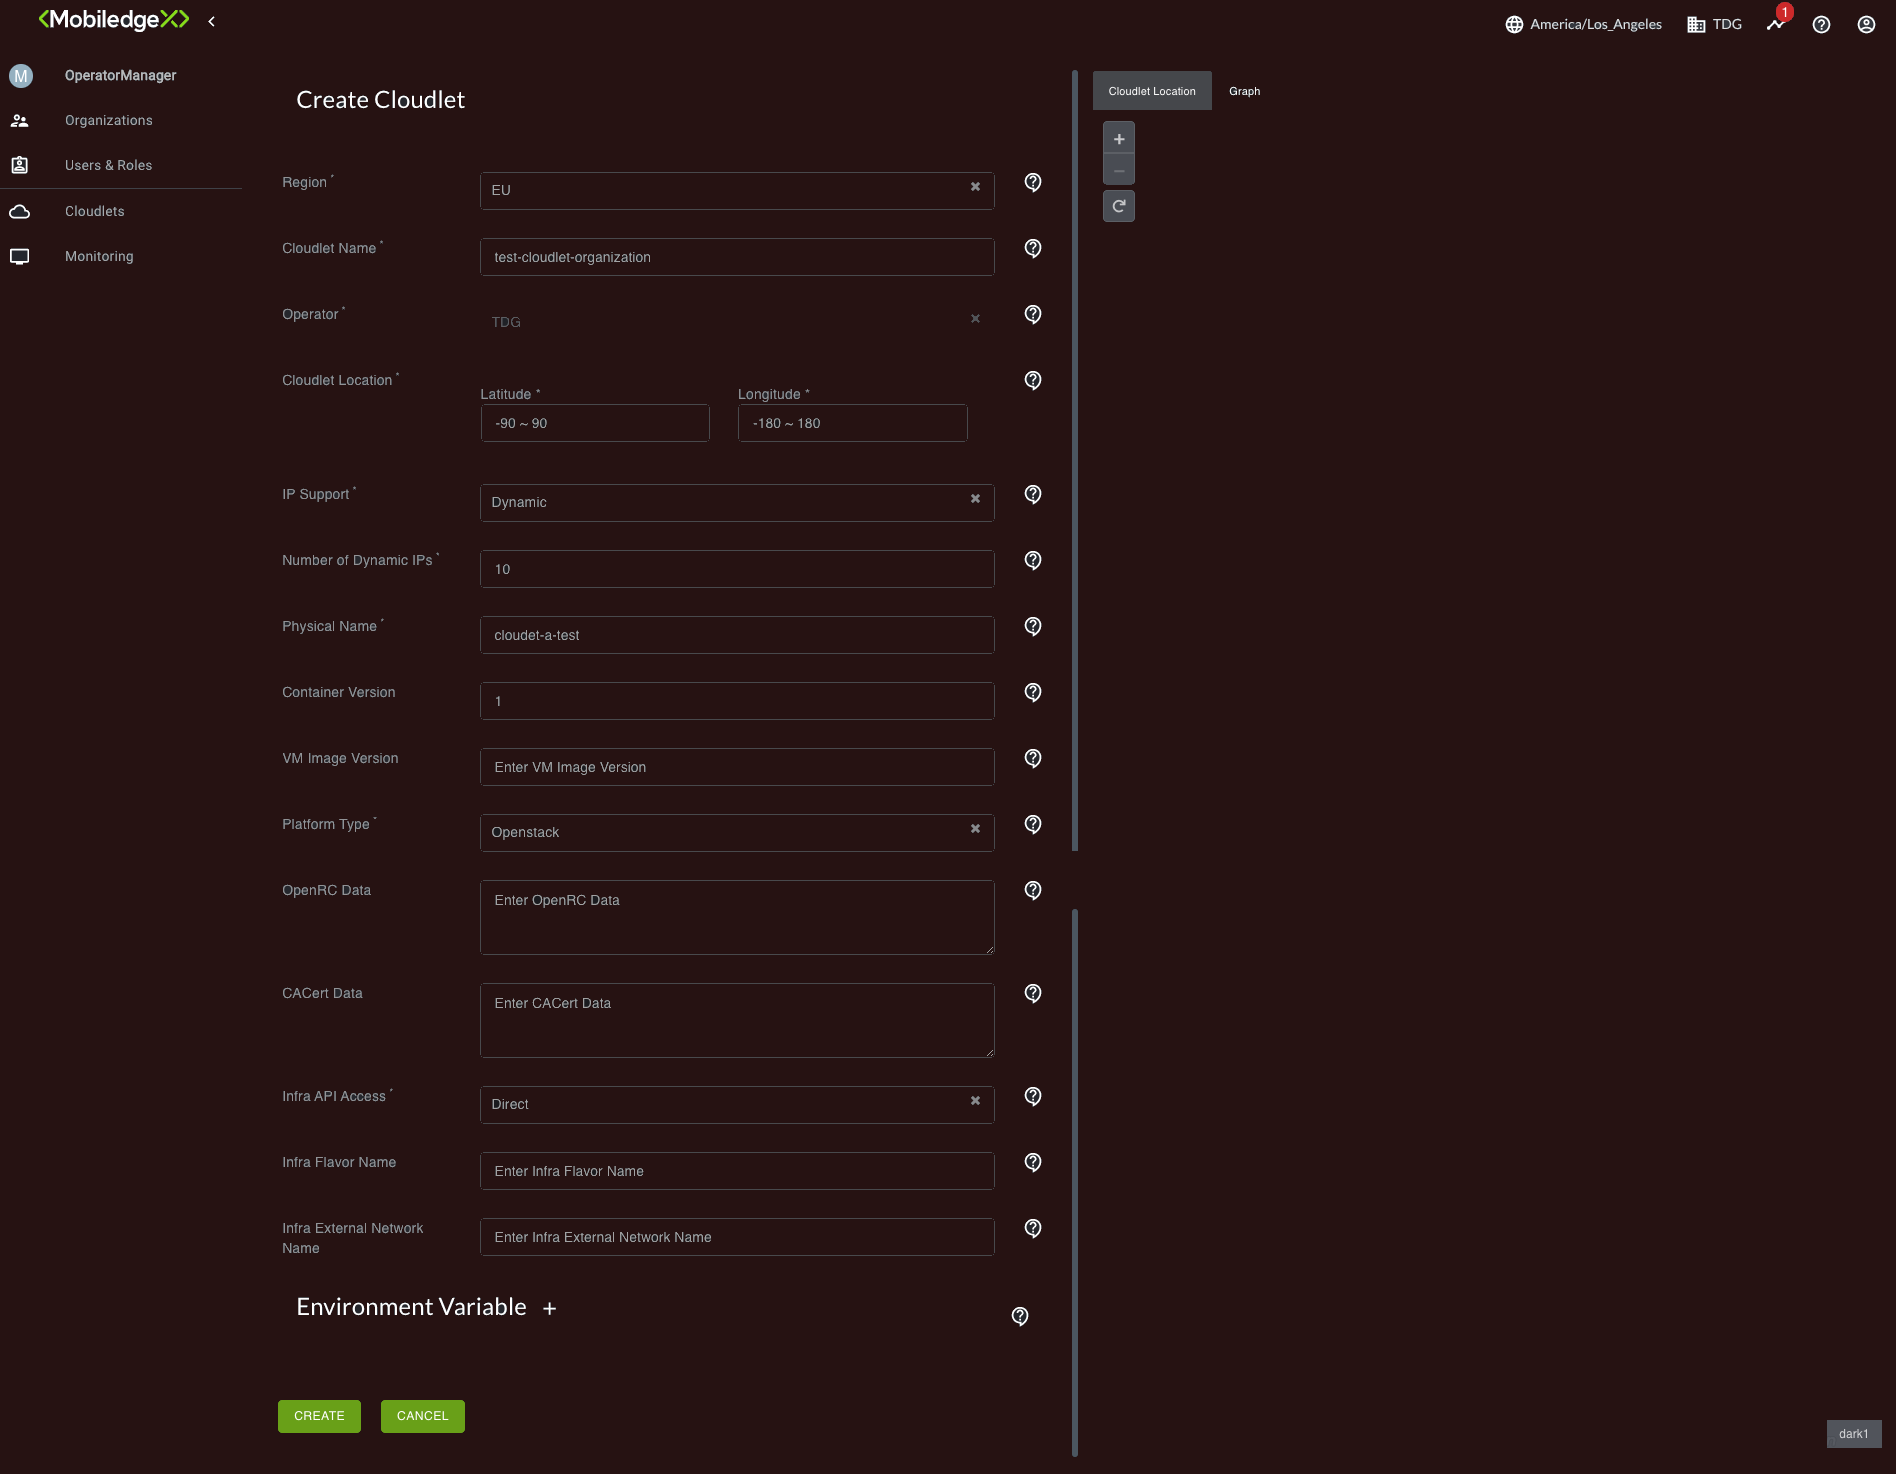 <MobiledgeX>
America/Los_Angeles
TDG
1
M
OperatorManager
Organizations
Users & Roles
Cloudlets
Monitoring
Create Cloudlet
Region *
EU
Cloudlet Name *
test-cloudlet-organization
Operator *
TDG
Cloudlet Location *
Latitude *
Longitude *
-90 ~ 90
-180 ~ 180
IP Support *
Dynamic
Number of Dynamic IPs *
10
Physical Name *
cloudet-a-test
Container Version
1
VM Image Version
Enter VM Image Version
Platform Type *
Openstack
OpenRC Data
Enter OpenRC Data
CACert Data
Enter CACert Data
Infra API Access *
Direct
Infra Flavor Name
Enter Infra Flavor Name
Infra External Network
Name
Enter Infra External Network Name
Environment Variable +
CREATE
CANCEL
Cloudlet Location
Graph
dark1